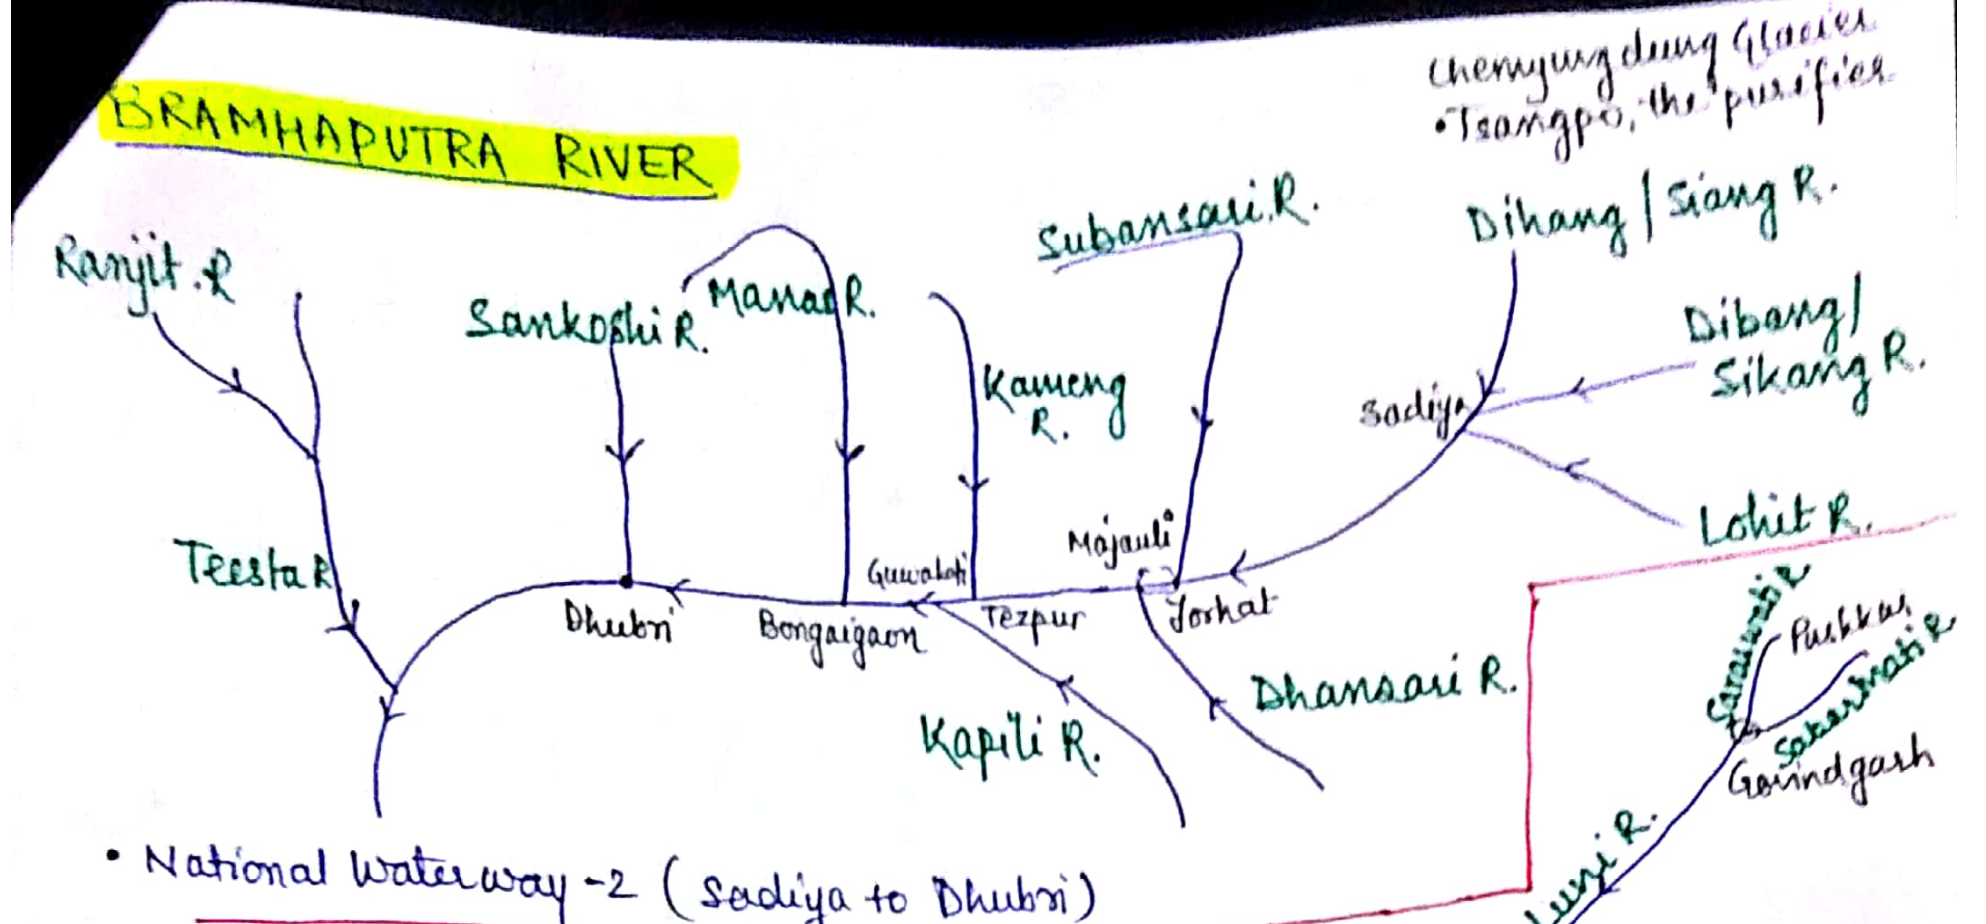 Chemyungdung Glacier
• Tsangpo, the purifier
BRAMHAPUTRA RIVER
Dihang / Siang R.
Subansari R.
Ranjit R
Manas R.
Sankoshi R.
Dibang /
Sikang R.
Kameng
R.
Sadiya
Lohit R.
Majauli
Teesta R
Guwahati
Jorhat
Tezpur
Dhubri
Bongaigaon
Dhansari R.
Kapili R.
Saraswati R
Pushkar
Sabarmati R
Govindgarh
Luni R.
• National Waterway -2 (Sadiya to Dhubri)